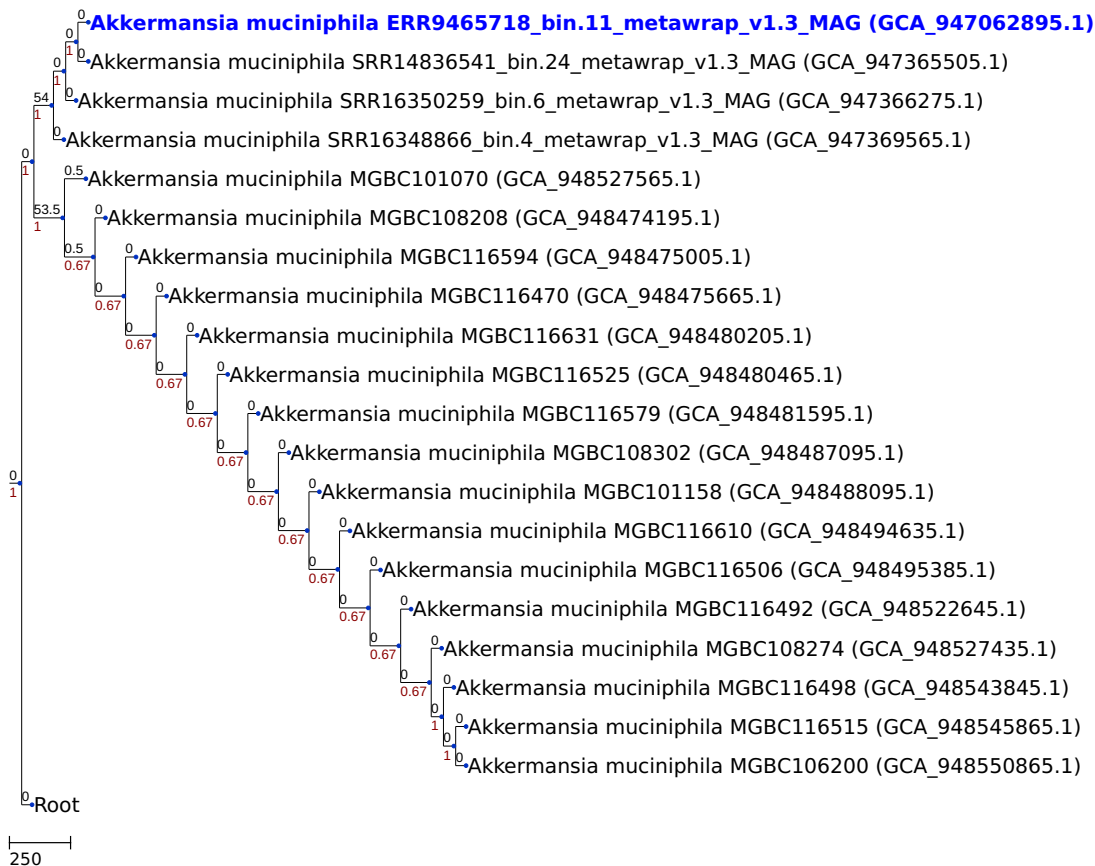 0
Akkermansia muciniphila ERR9465718_bin.11_metawrap_v1.3_MAG (GCA_947062895.1)
0
1
0
Akkermansia muciniphila SRR14836541_bin.24_metawrap_v1.3_MAG (GCA_947365505.1)
0
1
0
Akkermansia muciniphila SRR16350259_bin.6_metawrap_v1.3_MAG (GCA_947366275.1)
54
1
0
Akkermansia muciniphila SRR16348866_bin.4_metawrap_v1.3_MAG (GCA_947369565.1)
0
1
0.5
Akkermansia muciniphila MGBC101070 (GCA_948527565.1)
53.5
1
0
Akkermansia muciniphila MGBC108208 (GCA_948474195.1)
0.5
0.67
0
Akkermansia muciniphila MGBC116594 (GCA_948475005.1)
0
0.67
0
Akkermansia muciniphila MGBC116470 (GCA_948475665.1)
0
0.67
0
Akkermansia muciniphila MGBC116631 (GCA_948480205.1)
0
0.67
0
Akkermansia muciniphila MGBC116525 (GCA_948480465.1)
0
0.67
0
Akkermansia muciniphila MGBC116579 (GCA_948481595.1)
0
0.67
0
Akkermansia muciniphila MGBC108302 (GCA_948487095.1)
0
1
0
0.67
0
Akkermansia muciniphila MGBC101158 (GCA_948488095.1)
0
0.67
0
Akkermansia muciniphila MGBC116610 (GCA_948494635.1)
0
0.67
0
Akkermansia muciniphila MGBC116506 (GCA_948495385.1)
0
0.67
0
Akkermansia muciniphila MGBC116492 (GCA_948522645.1)
0
0.67
0
Akkermansia muciniphila MGBC108274 (GCA_948527435.1)
0
0.67
0
Akkermansia muciniphila MGBC116498 (GCA_948543845.1)
0
1
0
Akkermansia muciniphila MGBC116515 (GCA_948545865.1)
0
1
0
Akkermansia muciniphila MGBC106200 (GCA_948550865.1)
0
Root
250